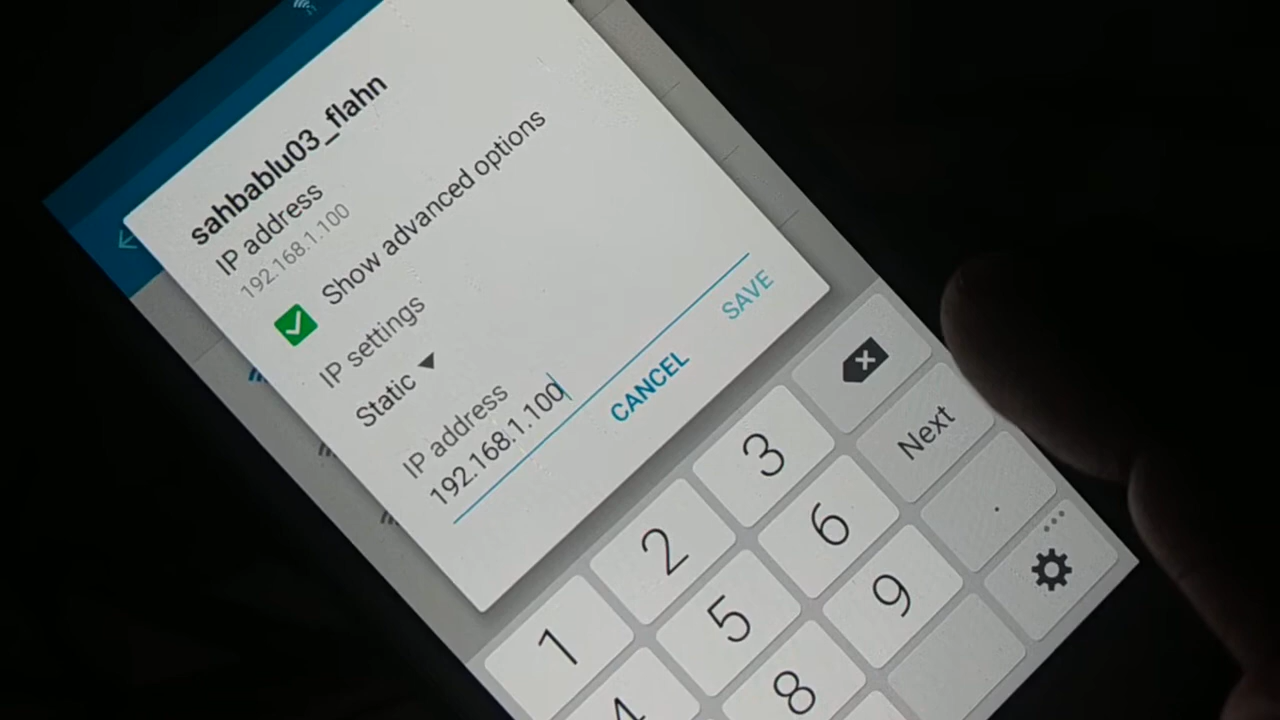 sahbablu03_flahn
IP address
192.168.1.100
Show advanced options
IP settings
Static
IP address
192.168.1.100
CANCEL
SAVE
1
2
3
4
5
6
Next
8
9
.